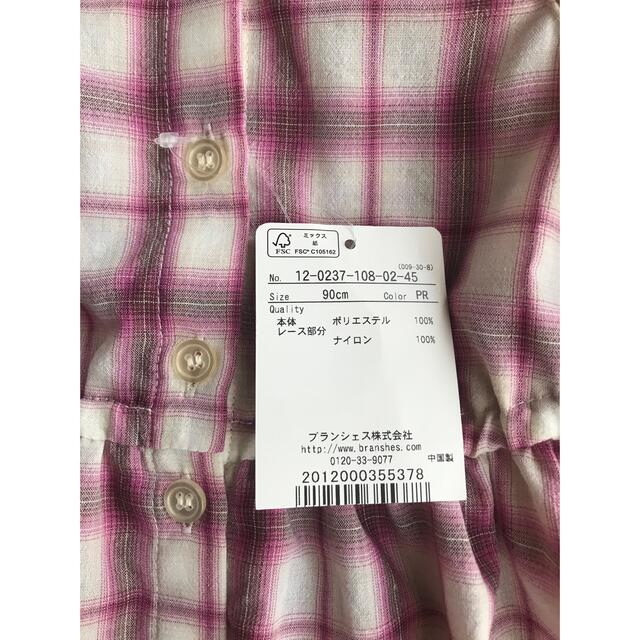 ミックス
紙
FSC FSC® C105162
(009-30-8)
No. 12-0237-108-02-45
Size 90cm Color PR
Quality
本体 ポリエステル 100%
レース部分
ナイロン 100%
ブランシェス株式会社
http://www.branshes.com
0120-33-9077 中国製
2012000355378